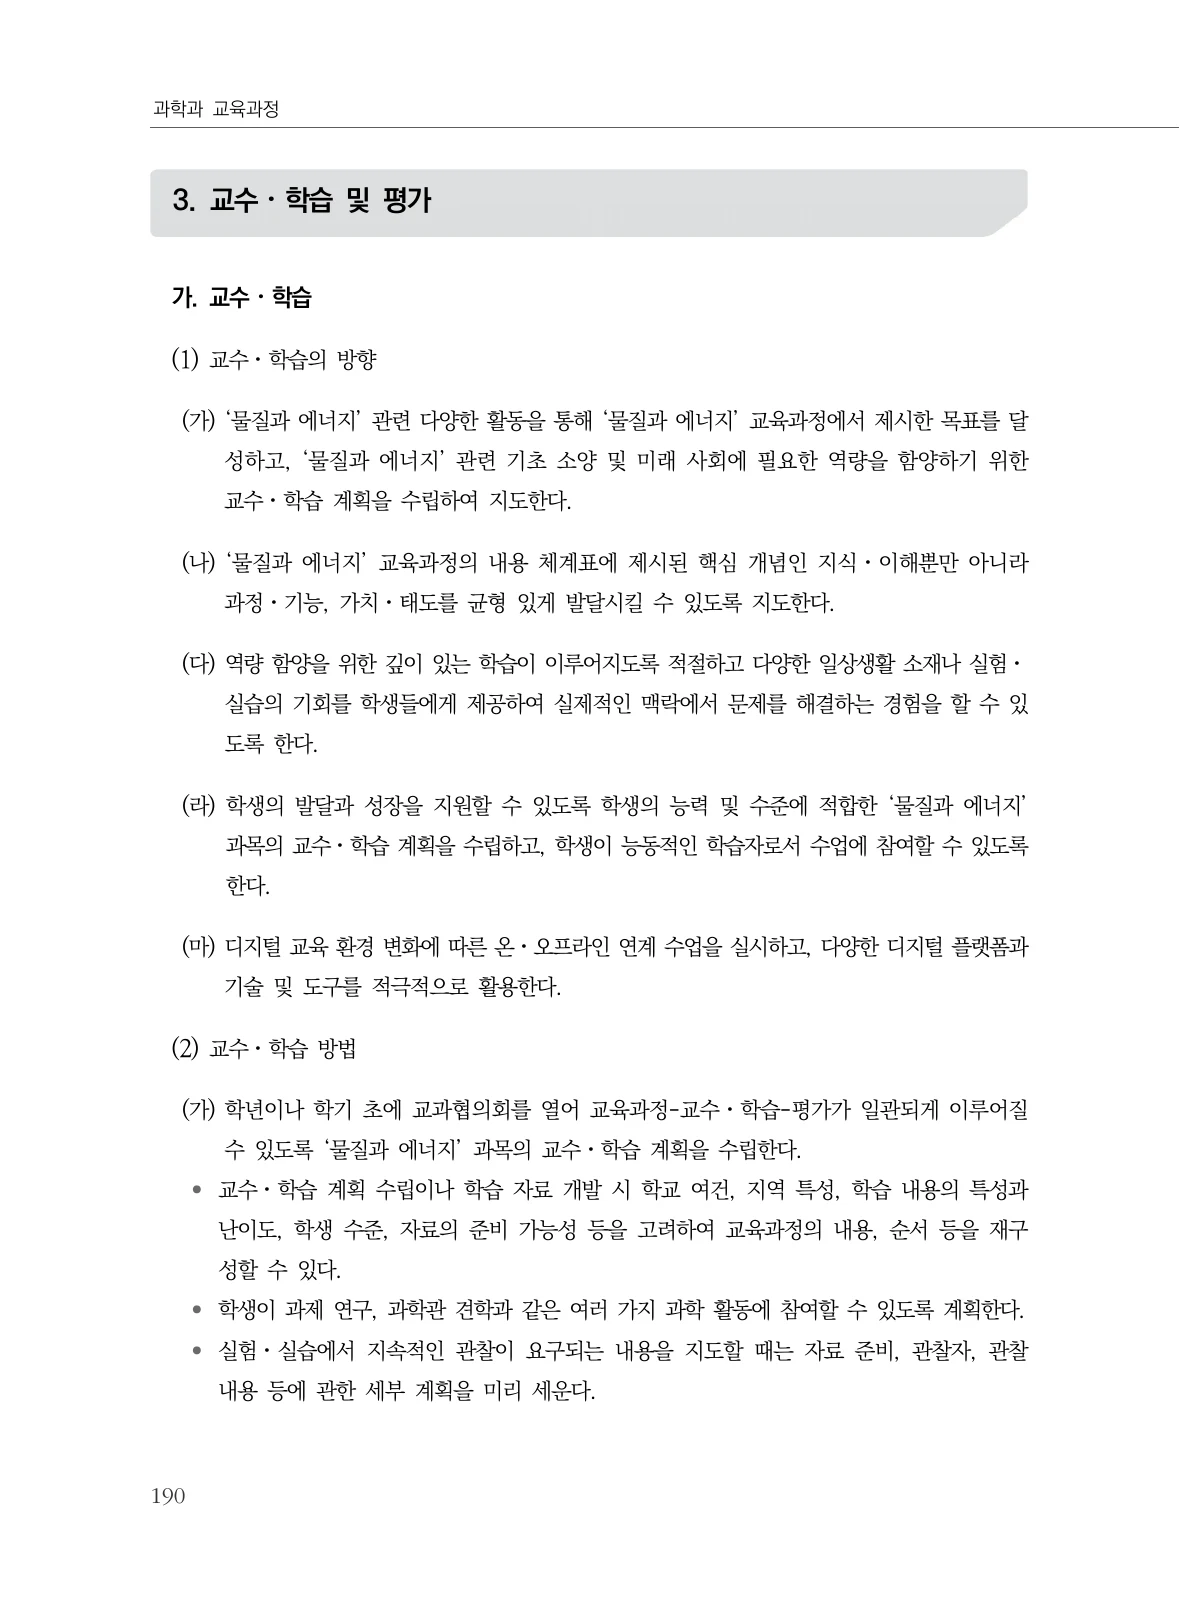 과학과 교육과정
3. 교수·학습 및 평가
가. 교수·학습
(1) 교수·학습의 방향
(가) ‘물질과 에너지’ 관련 다양한 활동을 통해 ‘물질과 에너지’ 교육과정에서 제시한 목표를 달
성하고, ‘물질과 에너지’ 관련 기초 소양 및 미래 사회에 필요한 역량을 함양하기 위한
교수·학습 계획을 수립하여 지도한다.
(나) ‘물질과 에너지’ 교육과정의 내용 체계표에 제시된 핵심 개념인 지식·이해뿐만 아니라
과정·기능, 가치·태도를 균형 있게 발달시킬 수 있도록 지도한다.
(다) 역량 함양을 위한 깊이 있는 학습이 이루어지도록 적절하고 다양한 일상생활 소재나 실험·
실습의 기회를 학생들에게 제공하여 실제적인 맥락에서 문제를 해결하는 경험을 할 수 있
도록 한다.
(라) 학생의 발달과 성장을 지원할 수 있도록 학생의 능력 및 수준에 적합한 ‘물질과 에너지’
과목의 교수·학습 계획을 수립하고, 학생이 능동적인 학습자로서 수업에 참여할 수 있도록
한다.
(마) 디지털 교육 환경 변화에 따른 온·오프라인 연계 수업을 실시하고, 다양한 디지털 플랫폼과
기술 및 도구를 적극적으로 활용한다.
(2) 교수·학습 방법
(가) 학년이나 학기 초에 교과협의회를 열어 교육과정-교수·학습-평가가 일관되게 이루어질
수 있도록 ‘물질과 에너지’ 과목의 교수·학습 계획을 수립한다.
• 교수·학습 계획 수립이나 학습 자료 개발 시 학교 여건, 지역 특성, 학습 내용의 특성과
난이도, 학생 수준, 자료의 준비 가능성 등을 고려하여 교육과정의 내용, 순서 등을 재구
성할 수 있다.
• 학생이 과제 연구, 과학관 견학과 같은 여러 가지 과학 활동에 참여할 수 있도록 계획한다.
• 실험·실습에서 지속적인 관찰이 요구되는 내용을 지도할 때는 자료 준비, 관찰자, 관찰
내용 등에 관한 세부 계획을 미리 세운다.
190